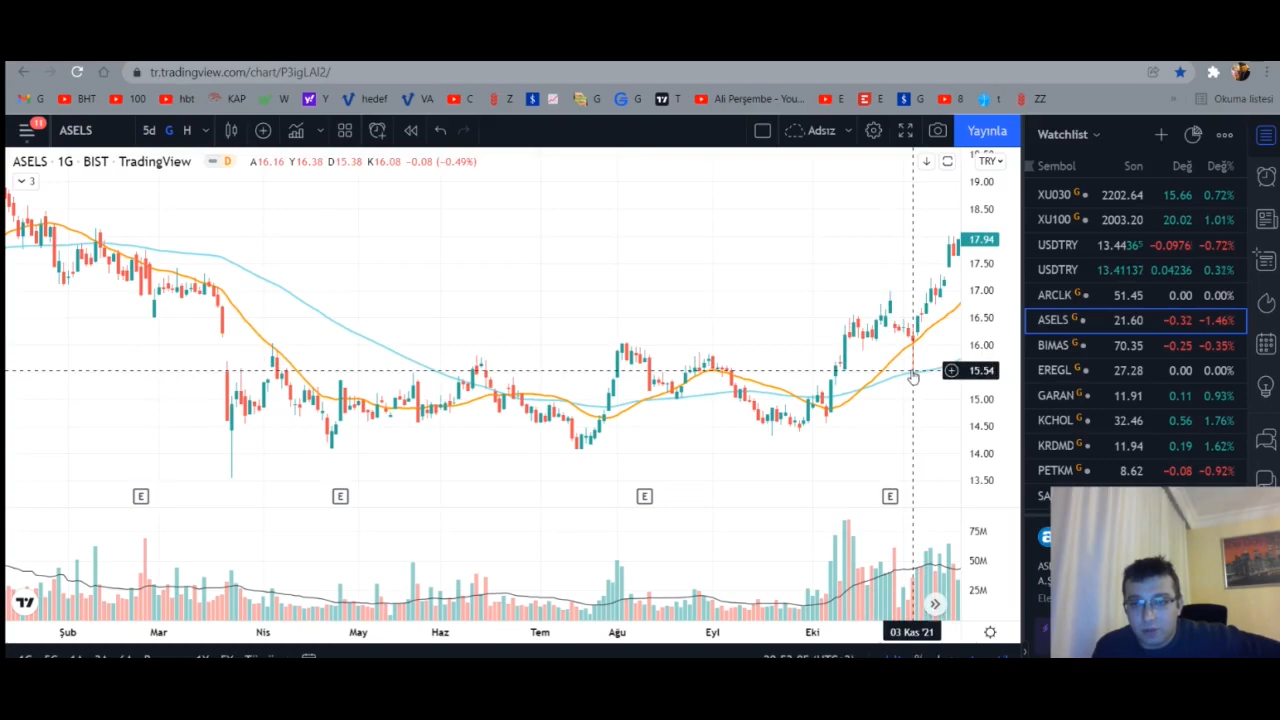 tr.tradingview.com/chart/P3igLAl2/
G BHT 100 hbt KAP W Y hedef VA C Z G G T Ali Perşembe - You... E E G 8 t ZZ » Okuma listesi
11 ASELS 5d G H Adsız Yayınla
Watchlist
ASELS · 1G · BIST · TradingView D A16.16 Y16.38 D15.38 K16.08 -0.08 (-0.49%)
TRY
3
19.00
18.50
17.94
17.50
17.00
16.50
16.00
15.54
15.00
14.50
14.00
13.50
E E E E
75M
50M
25M
Şub Mar Nis May Haz Tem Ağu Eyl Eki 03 Kas '21
Sembol Son Değ Değ%
XU030 G 2202.64 15.66 0.72%
XU100 G 2003.20 20.02 1.01%
USDTRY 13.4436⁵ −0.0976 −0.72%
USDTRY 13.41137 0.04236 0.32%
ARCLK G 51.45 0.00 0.00%
ASELS G 21.60 −0.32 −1.46%
BIMAS G 70.35 −0.25 −0.35%
EREGL G 27.28 0.00 0.00%
GARAN G 11.91 0.11 0.93%
KCHOL G 32.46 0.56 1.76%
KRDMD G 11.94 0.19 1.62%
PETKM G 8.62 −0.08 −0.92%